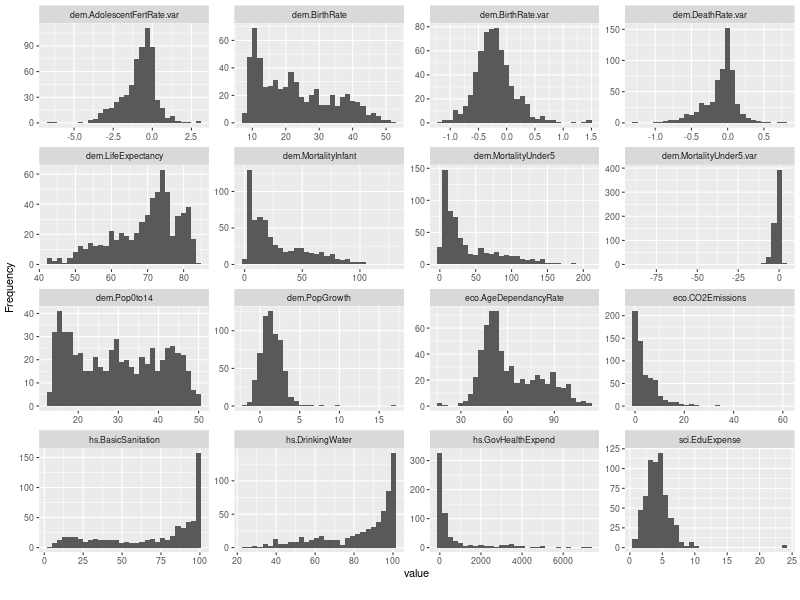 dem.AdolescentFertRate.var dem.BirthRate dem.BirthRate.var dem.DeathRate.var
90 60 30 0
-5.0 -2.5 0.0 2.5
60 40 20 0
10 20 30 40 50
80 60 40 20 0
-1.0 -0.5 0.0 0.5 1.0 1.5
150 100 50 0
-1.0 -0.5 0.0 0.5
dem.LifeExpectancy dem.MortalityInfant dem.MortalityUnder5 dem.MortalityUnder5.var
60 40 20 0
40 50 60 70 80
100 50 0
0 50 100
150 100 50 0
0 50 100 150 200
400 300 200 100 0
-75 -50 -25 0
Frequency
dem.Pop0to14 dem.PopGrowth eco.AgeDependancyRate eco.CO2Emissions
40 30 20 10 0
20 30 40 50
100 50 0
0 5 10 15
60 40 20 0
30 60 90
200 150 100 50 0
0 20 40 60
hs.BasicSanitation hs.DrinkingWater hs.GovHealthExpend sci.EduExpense
150 100 50 0
0 25 50 75 100
100 50 0
20 40 60 80 100
300 200 100 0
0 2000 4000 6000
125 100 75 50 25 0
0 5 10 15 20 25
value